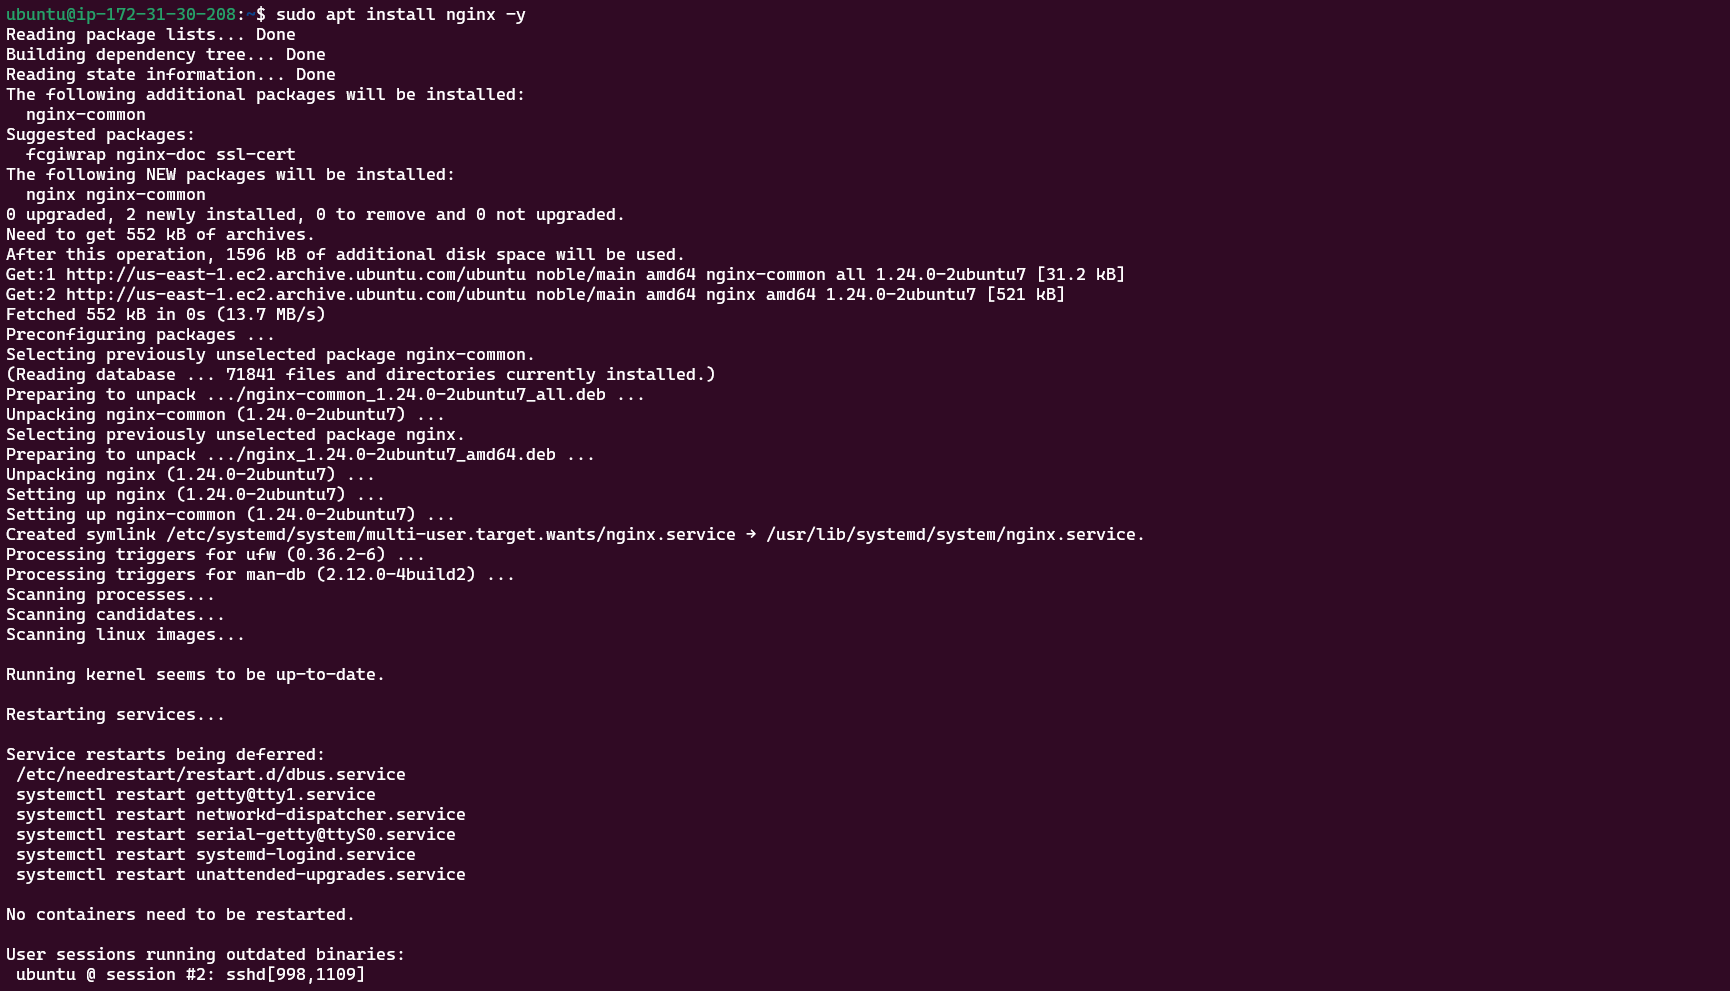 ubuntu@ip-172-31-30-208:~$ sudo apt install nginx -y
Reading package lists... Done
Building dependency tree... Done
Reading state information... Done
The following additional packages will be installed:
  nginx-common
Suggested packages:
  fcgiwrap nginx-doc ssl-cert
The following NEW packages will be installed:
  nginx nginx-common
0 upgraded, 2 newly installed, 0 to remove and 0 not upgraded.
Need to get 552 kB of archives.
After this operation, 1596 kB of additional disk space will be used.
Get:1 http://us-east-1.ec2.archive.ubuntu.com/ubuntu noble/main amd64 nginx-common all 1.24.0-2ubuntu7 [31.2 kB]
Get:2 http://us-east-1.ec2.archive.ubuntu.com/ubuntu noble/main amd64 nginx amd64 1.24.0-2ubuntu7 [521 kB]
Fetched 552 kB in 0s (13.7 MB/s)
Preconfiguring packages ...
Selecting previously unselected package nginx-common.
(Reading database ... 71841 files and directories currently installed.)
Preparing to unpack .../nginx-common_1.24.0-2ubuntu7_all.deb ...
Unpacking nginx-common (1.24.0-2ubuntu7) ...
Selecting previously unselected package nginx.
Preparing to unpack .../nginx_1.24.0-2ubuntu7_amd64.deb ...
Unpacking nginx (1.24.0-2ubuntu7) ...
Setting up nginx (1.24.0-2ubuntu7) ...
Setting up nginx-common (1.24.0-2ubuntu7) ...
Created symlink /etc/systemd/system/multi-user.target.wants/nginx.service → /usr/lib/systemd/system/nginx.service.
Processing triggers for ufw (0.36.2-6) ...
Processing triggers for man-db (2.12.0-4build2) ...
Scanning processes...
Scanning candidates...
Scanning linux images...

Running kernel seems to be up-to-date.

Restarting services...

Service restarts being deferred:
 /etc/needrestart/restart.d/dbus.service
 systemctl restart getty@tty1.service
 systemctl restart networkd-dispatcher.service
 systemctl restart serial-getty@ttyS0.service
 systemctl restart systemd-logind.service
 systemctl restart unattended-upgrades.service

No containers need to be restarted.

User sessions running outdated binaries:
 ubuntu @ session #2: sshd[998,1109]